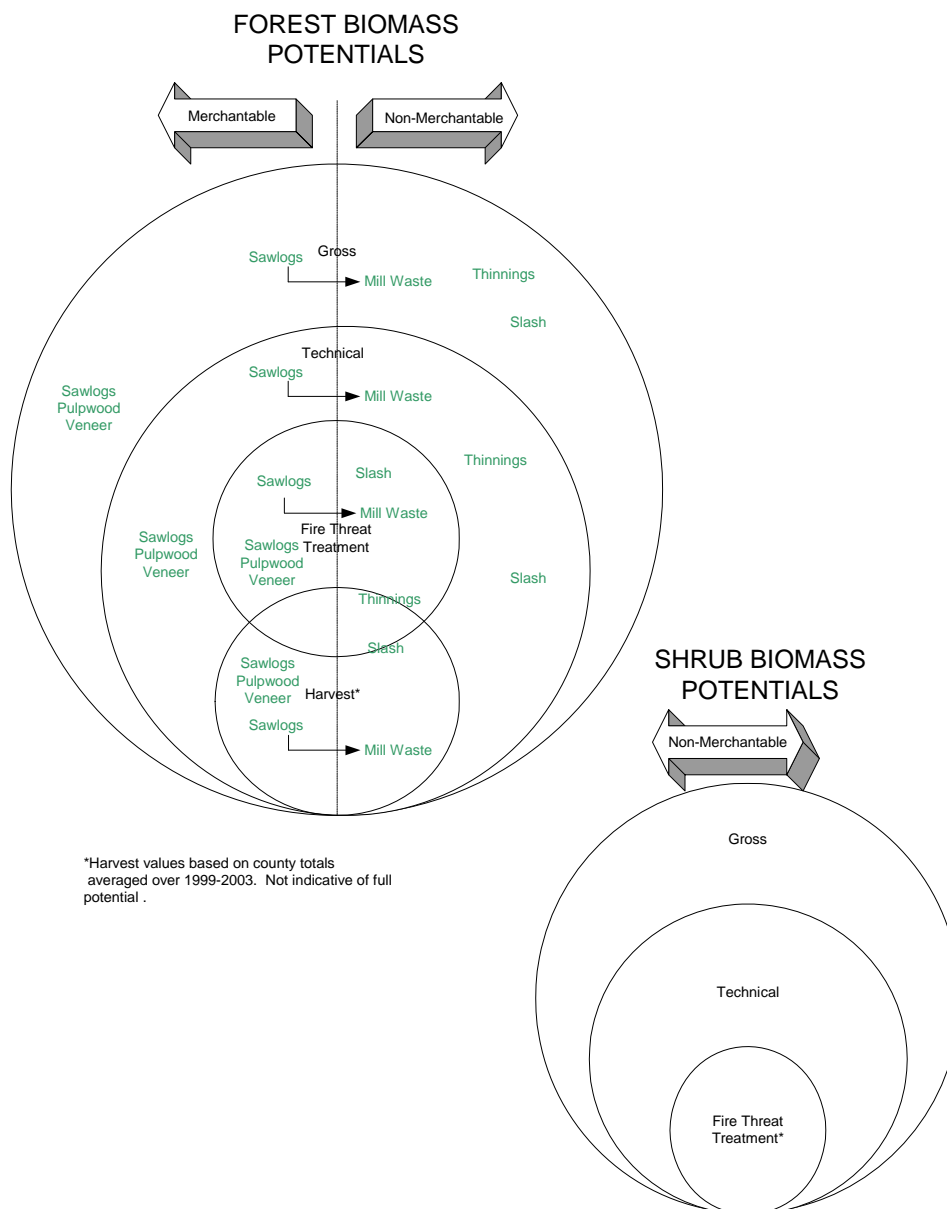 FOREST BIOMASS
POTENTIALS
Merchantable
Non-Merchantable
Gross
Sawlogs
Mill Waste
Thinnings
Slash
Technical
Sawlogs
Mill Waste
Sawlogs
Pulpwood
Veneer
Thinnings
Slash
Sawlogs
Mill Waste
Fire Threat
Treatment
Sawlogs
Pulpwood
Veneer
Sawlogs
Pulpwood
Veneer
Slash
Thinnings
Slash
Sawlogs
Pulpwood
Veneer
Harvest*
Sawlogs
Mill Waste
*Harvest values based on county totals
averaged over 1999-2003. Not indicative of full
potential .
SHRUB BIOMASS
POTENTIALS
Non-Merchantable
Gross
Technical
Fire Threat
Treatment*